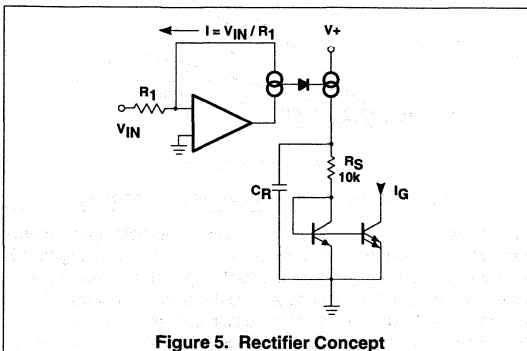 I = VIN / R1
V+
R1
VIN
RS
10k
CR
IG
Figure 5. Rectifier Concept